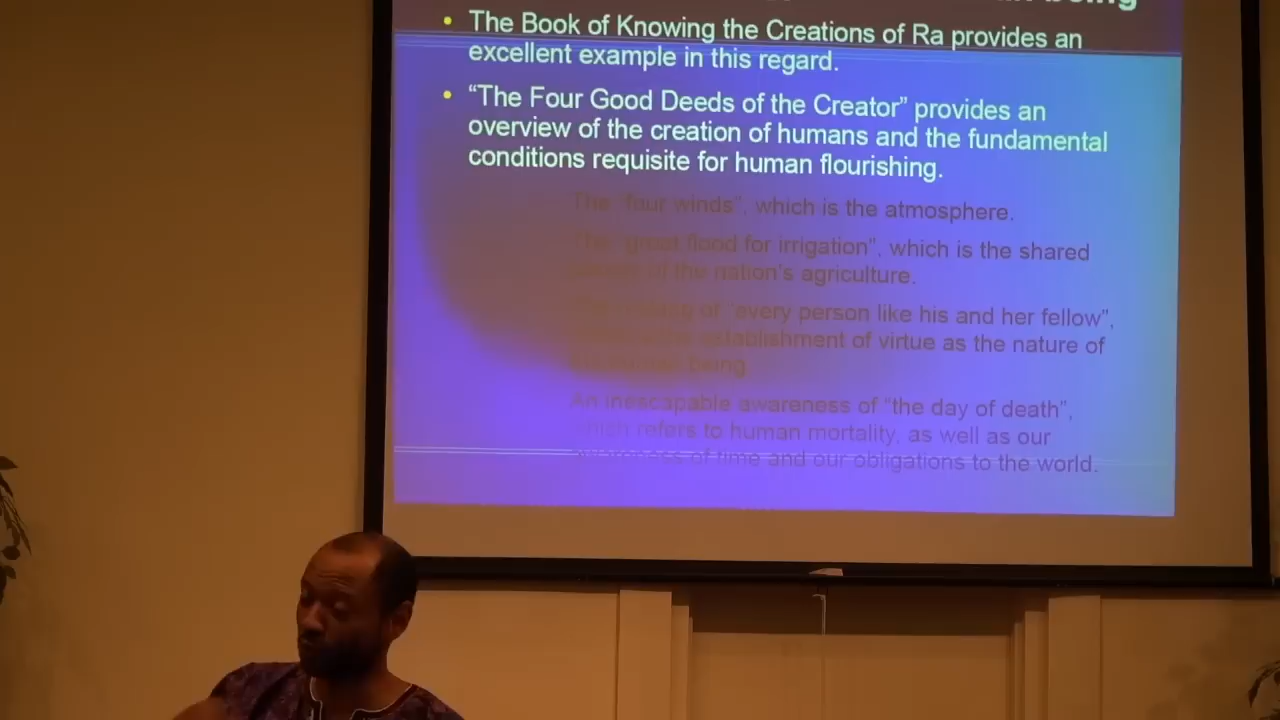 being
• The Book of Knowing the Creations of Ra provides an
excellent example in this regard.
• “The Four Good Deeds of the Creator” provides an
overview of the creation of humans and the fundamental
conditions requisite for human flourishing.
The “four winds”, which is the atmosphere.
The “great flood for irrigation”, which is the shared
of the nation's agriculture.
of “every person like his and her fellow”,
establishment of virtue as the nature of
being.
An inescapable awareness of “the day of death”,
which refers to human mortality, as well as our
awareness of time and our obligations to the world.